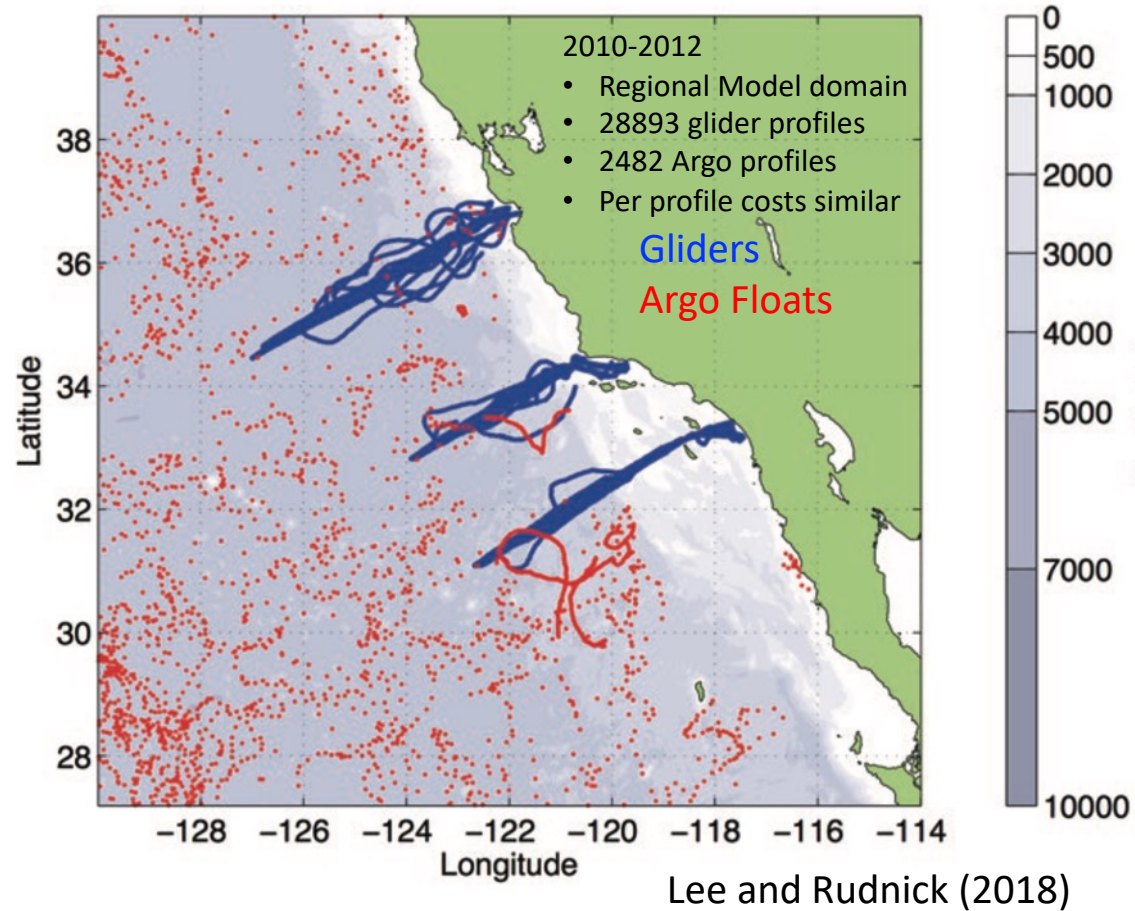 2010-2012
• Regional Model domain
• 28893 glider profiles
• 2482 Argo profiles
• Per profile costs similar
Gliders
Argo Floats
38
36
34
32
30
28
Latitude
−128 −126 −124 −122 −120 −118 −116 −114
Longitude
0
500
1000
2000
3000
4000
5000
7000
10000
Lee and Rudnick (2018)